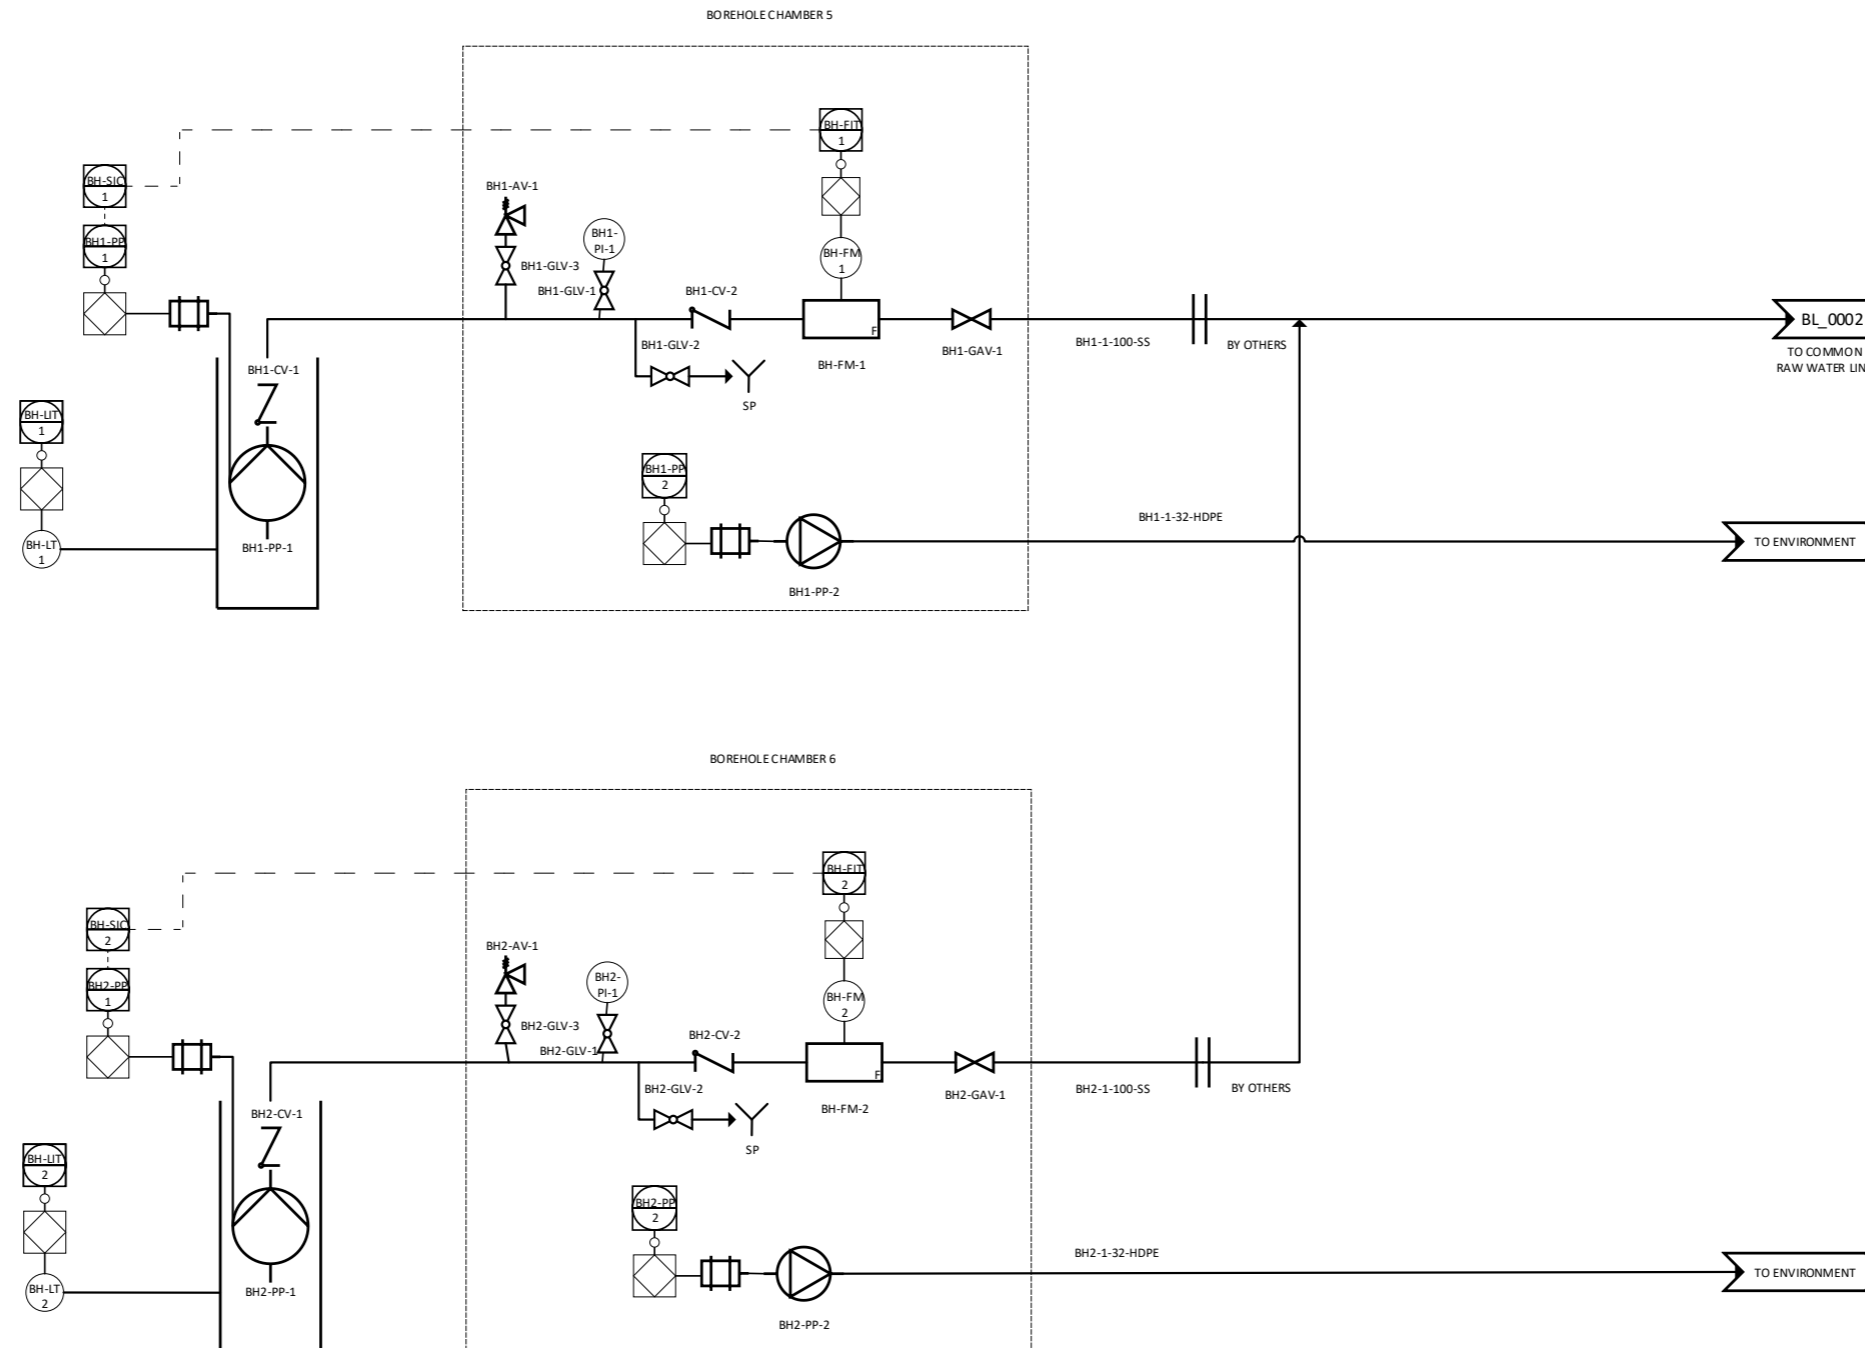 BOREHOLE CHAMBER 5
BH-FIT
1
BH-SIC
1
BH1-AV-1
BH1-PP
1
BH1-
PI-1
BH-FM
1
BH1-GLV-3
BH1-GLV-1
BH1-CV-2
F
BH1-GLV-2
BH-FM-1
BH1-GAV-1
BH1-1-100-SS
BY OTHERS
BL_0002
TO COMMON
RAW WATER LIN
BH1-CV-1
SP
BH-LIT
1
BH1-PP
2
BH1-1-32-HDPE
TO ENVIRONMENT
BH-LT
1
BH1-PP-1
BH1-PP-2
BOREHOLE CHAMBER 6
BH-FIT
2
BH-SIC
2
BH2-AV-1
BH2-PP
1
BH2-
PI-1
BH-FM
2
BH2-GLV-3
BH2-GLV-1
BH2-CV-2
F
BH2-GLV-2
BH-FM-2
BH2-GAV-1
BH2-1-100-SS
BY OTHERS
BH2-CV-1
SP
BH-LIT
2
BH2-PP
2
BH2-1-32-HDPE
TO ENVIRONMENT
BH-LT
2
BH2-PP-1
BH2-PP-2